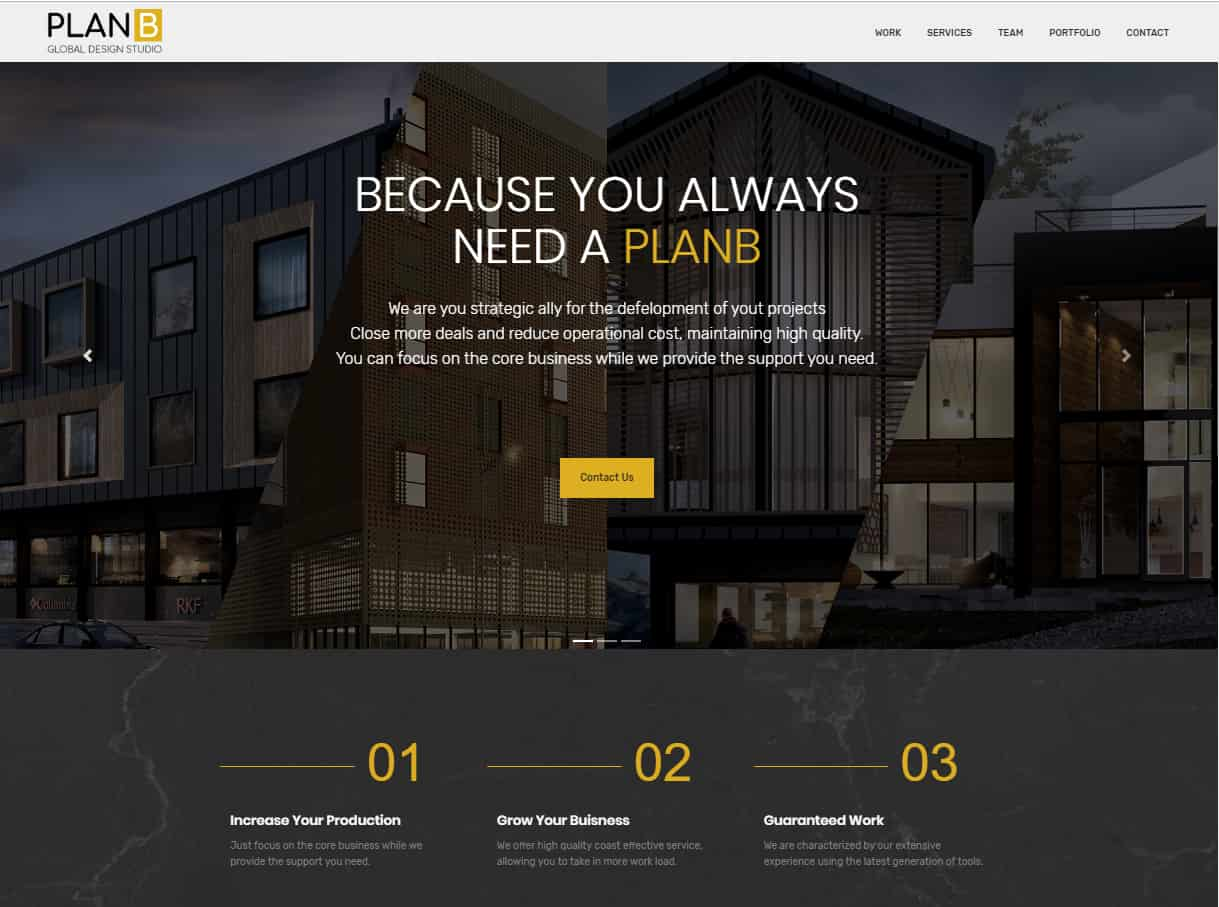 PLANB
GLOBAL DESIGN STUDIO
WORK SERVICES TEAM PORTFOLIO CONTACT
BECAUSE YOU ALWAYS
NEED A PLANB
We are you strategic ally for the defelopment of yout projects
Close more deals and reduce operational cost, maintaining high quality.
You can focus on the core business while we provide the support you need.
Contact Us
RKF
01 02 03
Increase Your Production
Just focus on the core business while we
provide the support you need.
Grow Your Buisness
We offer high quality coast effective service,
allowing you to take in more work load.
Guaranteed Work
We are characterized by our extensive
experience using the latest generation of tools.